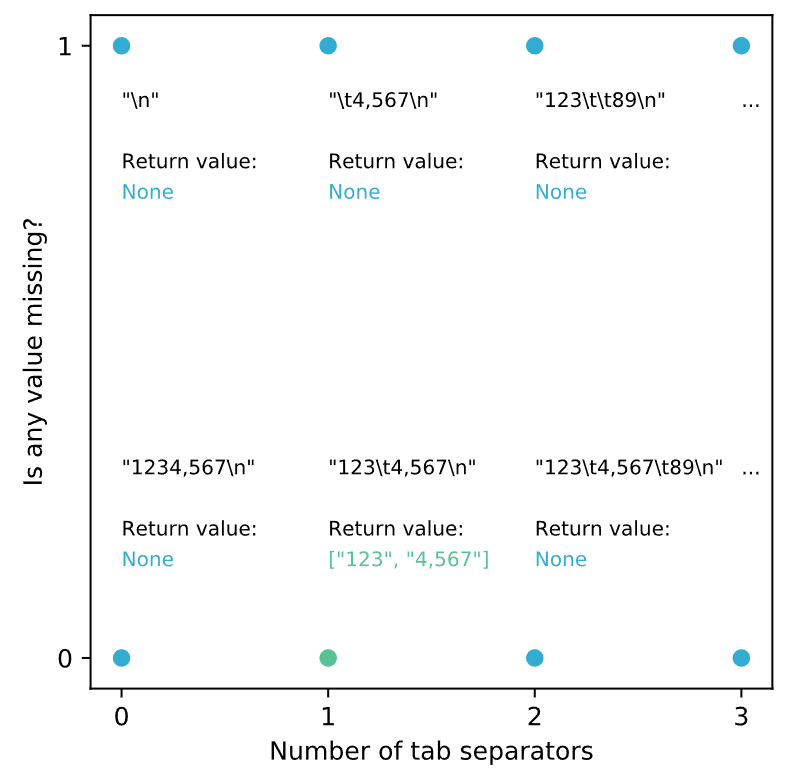 1
"\n" "\t4,567\n" "123\t\t89\n" ...
Return value: Return value: Return value:
None None None
Is any value missing?
"1234,567\n" "123\t4,567\n" "123\t4,567\t89\n" ...
Return value: Return value: Return value:
None ["123", "4,567"] None
0
0 1 2 3
Number of tab separators